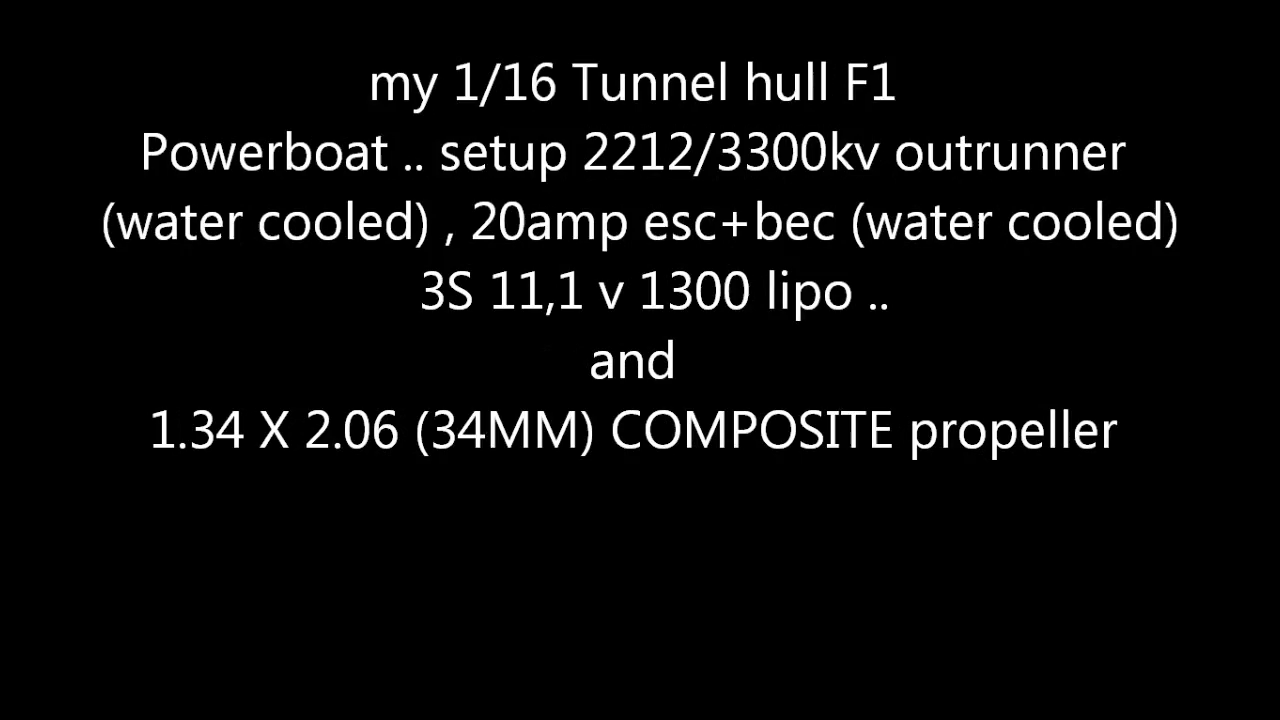 my 1/16 Tunnel hull F1
Powerboat .. setup 2212/3300kv outrunner
(water cooled) , 20amp esc+bec (water cooled)
3S 11,1 v 1300 lipo ..
and
1.34 X 2.06 (34MM) COMPOSITE propeller